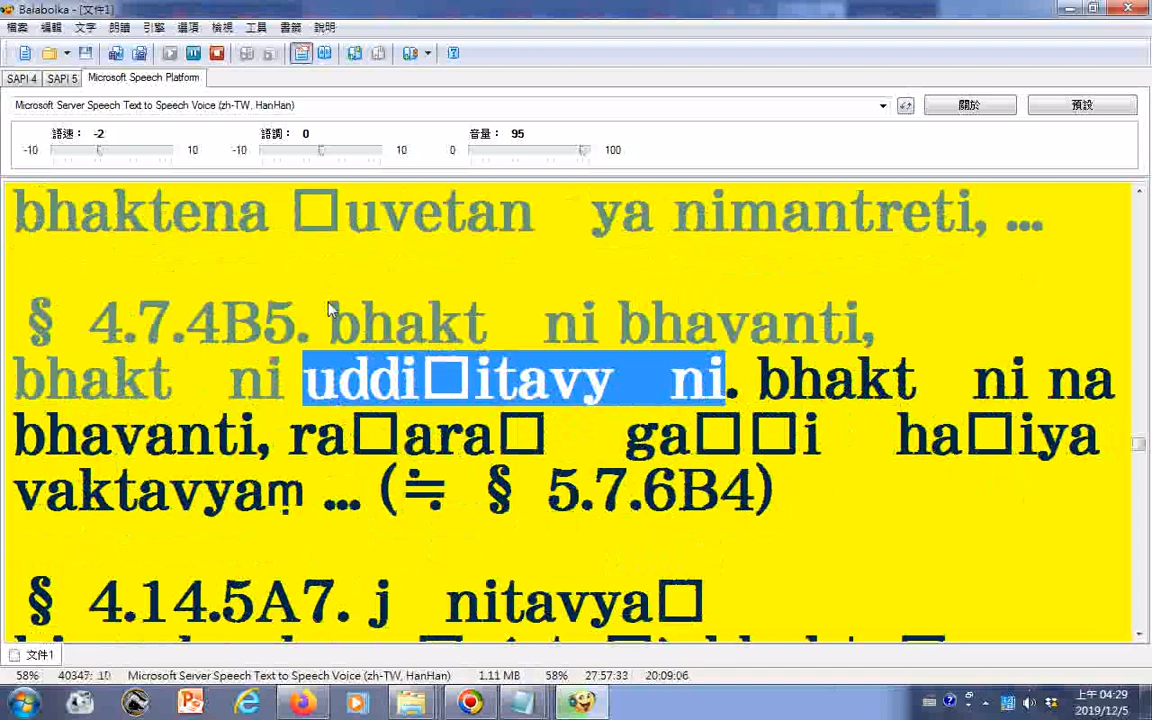 Balabolka - [文件1]
檔案 編輯 文字 朗讀 引擎 選項 檢視 工具 書籤 說明
SAPI 4 SAPI 5 Microsoft Speech Platform
Microsoft Server Speech Text to Speech Voice (zh-TW, HanHan) 關於 預設
語速： -2 語調： 0 音量： 95
-10 10 -10 10 0 100
bhaktena □uvetan　ya nimantreti, ...
§ 4.7.4B5. bhakt　ni bhavanti,
bhakt　ni uddi□itavy　ni. bhakt　ni na
bhavanti, ra□ara□　ga□□i　ha□iya
vaktavyaṃ ... (≒ § 5.7.6B4)
§ 4.14.5A7. j　nitavya□
文件1
58% 40347: 10 Microsoft Server Speech Text to Speech Voice (zh-TW, HanHan) 1.11 MB 58% 27:57:33 20:09:06
上午 04:29
2019/12/5